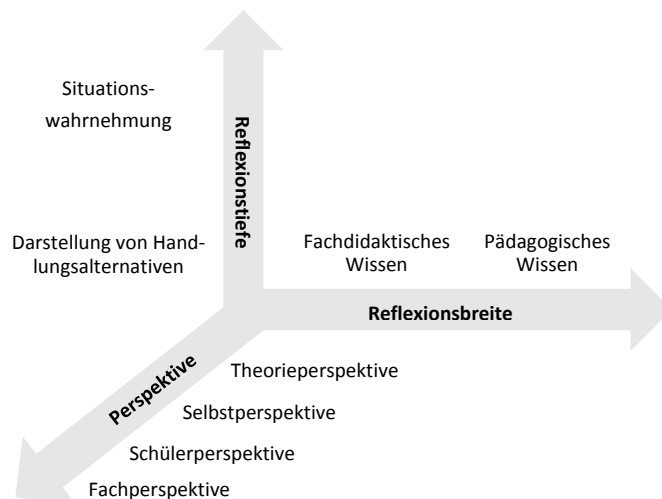 Situations-
wahrnehmung
Reflexionstiefe
Darstellung von Hand-
lungsalternativen
Fachdidaktisches
Wissen
Pädagogisches
Wissen
Reflexionsbreite
Perspektive
Theorieperspektive
Selbstperspektive
Schülerperspektive
Fachperspektive